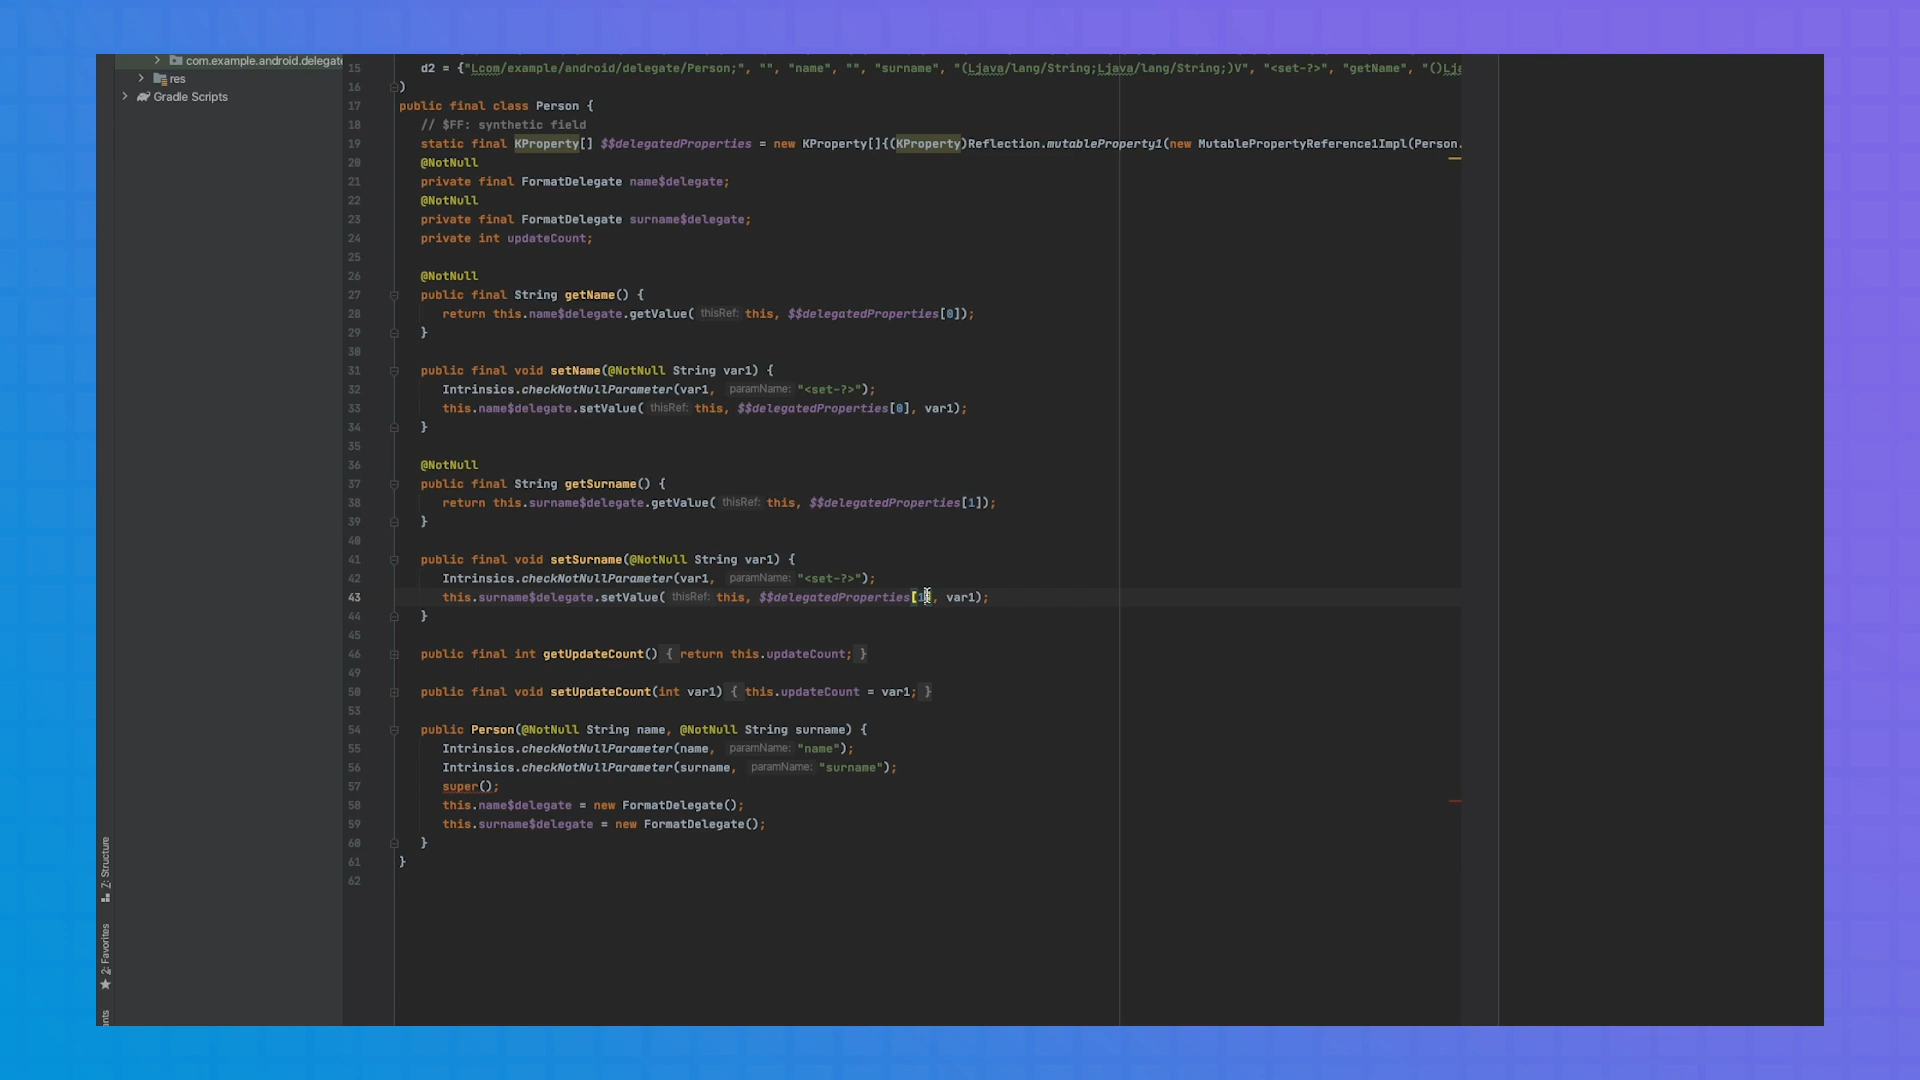 com.example.android.delegate
res
Gradle Scripts
Z: Structure
2: Favorites
15 d2 = {"Lcom/example/android/delegate/Person;", "", "name", "", "surname", "(Ljava/lang/String;Ljava/lang/String;)V", "<set-?>", "getName", "()Lj
16 )
17 public final class Person {
18 // $FF: synthetic field
19 static final KProperty[] $$delegatedProperties = new KProperty[]{(KProperty)Reflection.mutableProperty1(new MutablePropertyReference1Impl(Person.
20 @NotNull
21 private final FormatDelegate name$delegate;
22 @NotNull
23 private final FormatDelegate surname$delegate;
24 private int updateCount;
25
26 @NotNull
27 public final String getName() {
28 return this.name$delegate.getValue( thisRef: this, $$delegatedProperties[0]);
29 }
30
31 public final void setName(@NotNull String var1) {
32 Intrinsics.checkNotNullParameter(var1, paramName: "<set-?>");
33 this.name$delegate.setValue( thisRef: this, $$delegatedProperties[0], var1);
34 }
35
36 @NotNull
37 public final String getSurname() {
38 return this.surname$delegate.getValue( thisRef: this, $$delegatedProperties[1]);
39 }
40
41 public final void setSurname(@NotNull String var1) {
42 Intrinsics.checkNotNullParameter(var1, paramName: "<set-?>");
43 this.surname$delegate.setValue( thisRef: this, $$delegatedProperties[1], var1);
44 }
45
46 public final int getUpdateCount() { return this.updateCount; }
49
50 public final void setUpdateCount(int var1) { this.updateCount = var1; }
53
54 public Person(@NotNull String name, @NotNull String surname) {
55 Intrinsics.checkNotNullParameter(name, paramName: "name");
56 Intrinsics.checkNotNullParameter(surname, paramName: "surname");
57 super();
58 this.name$delegate = new FormatDelegate();
59 this.surname$delegate = new FormatDelegate();
60 }
61 }
62